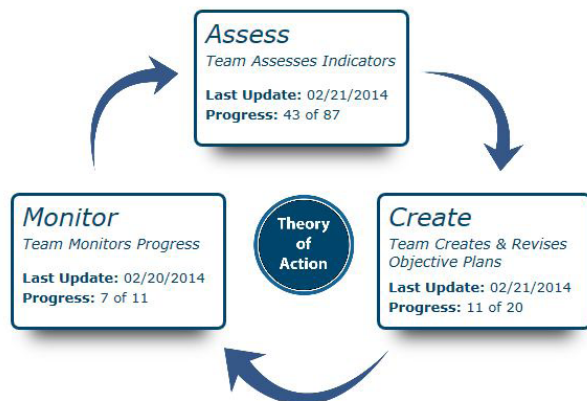 Assess
Team Assesses Indicators
Last Update: 02/21/2014
Progress: 43 of 87
Monitor
Team Monitors Progress
Last Update: 02/20/2014
Progress: 7 of 11
Theory
of
Action
Create
Team Creates & Revises
Objective Plans
Last Update: 02/21/2014
Progress: 11 of 20